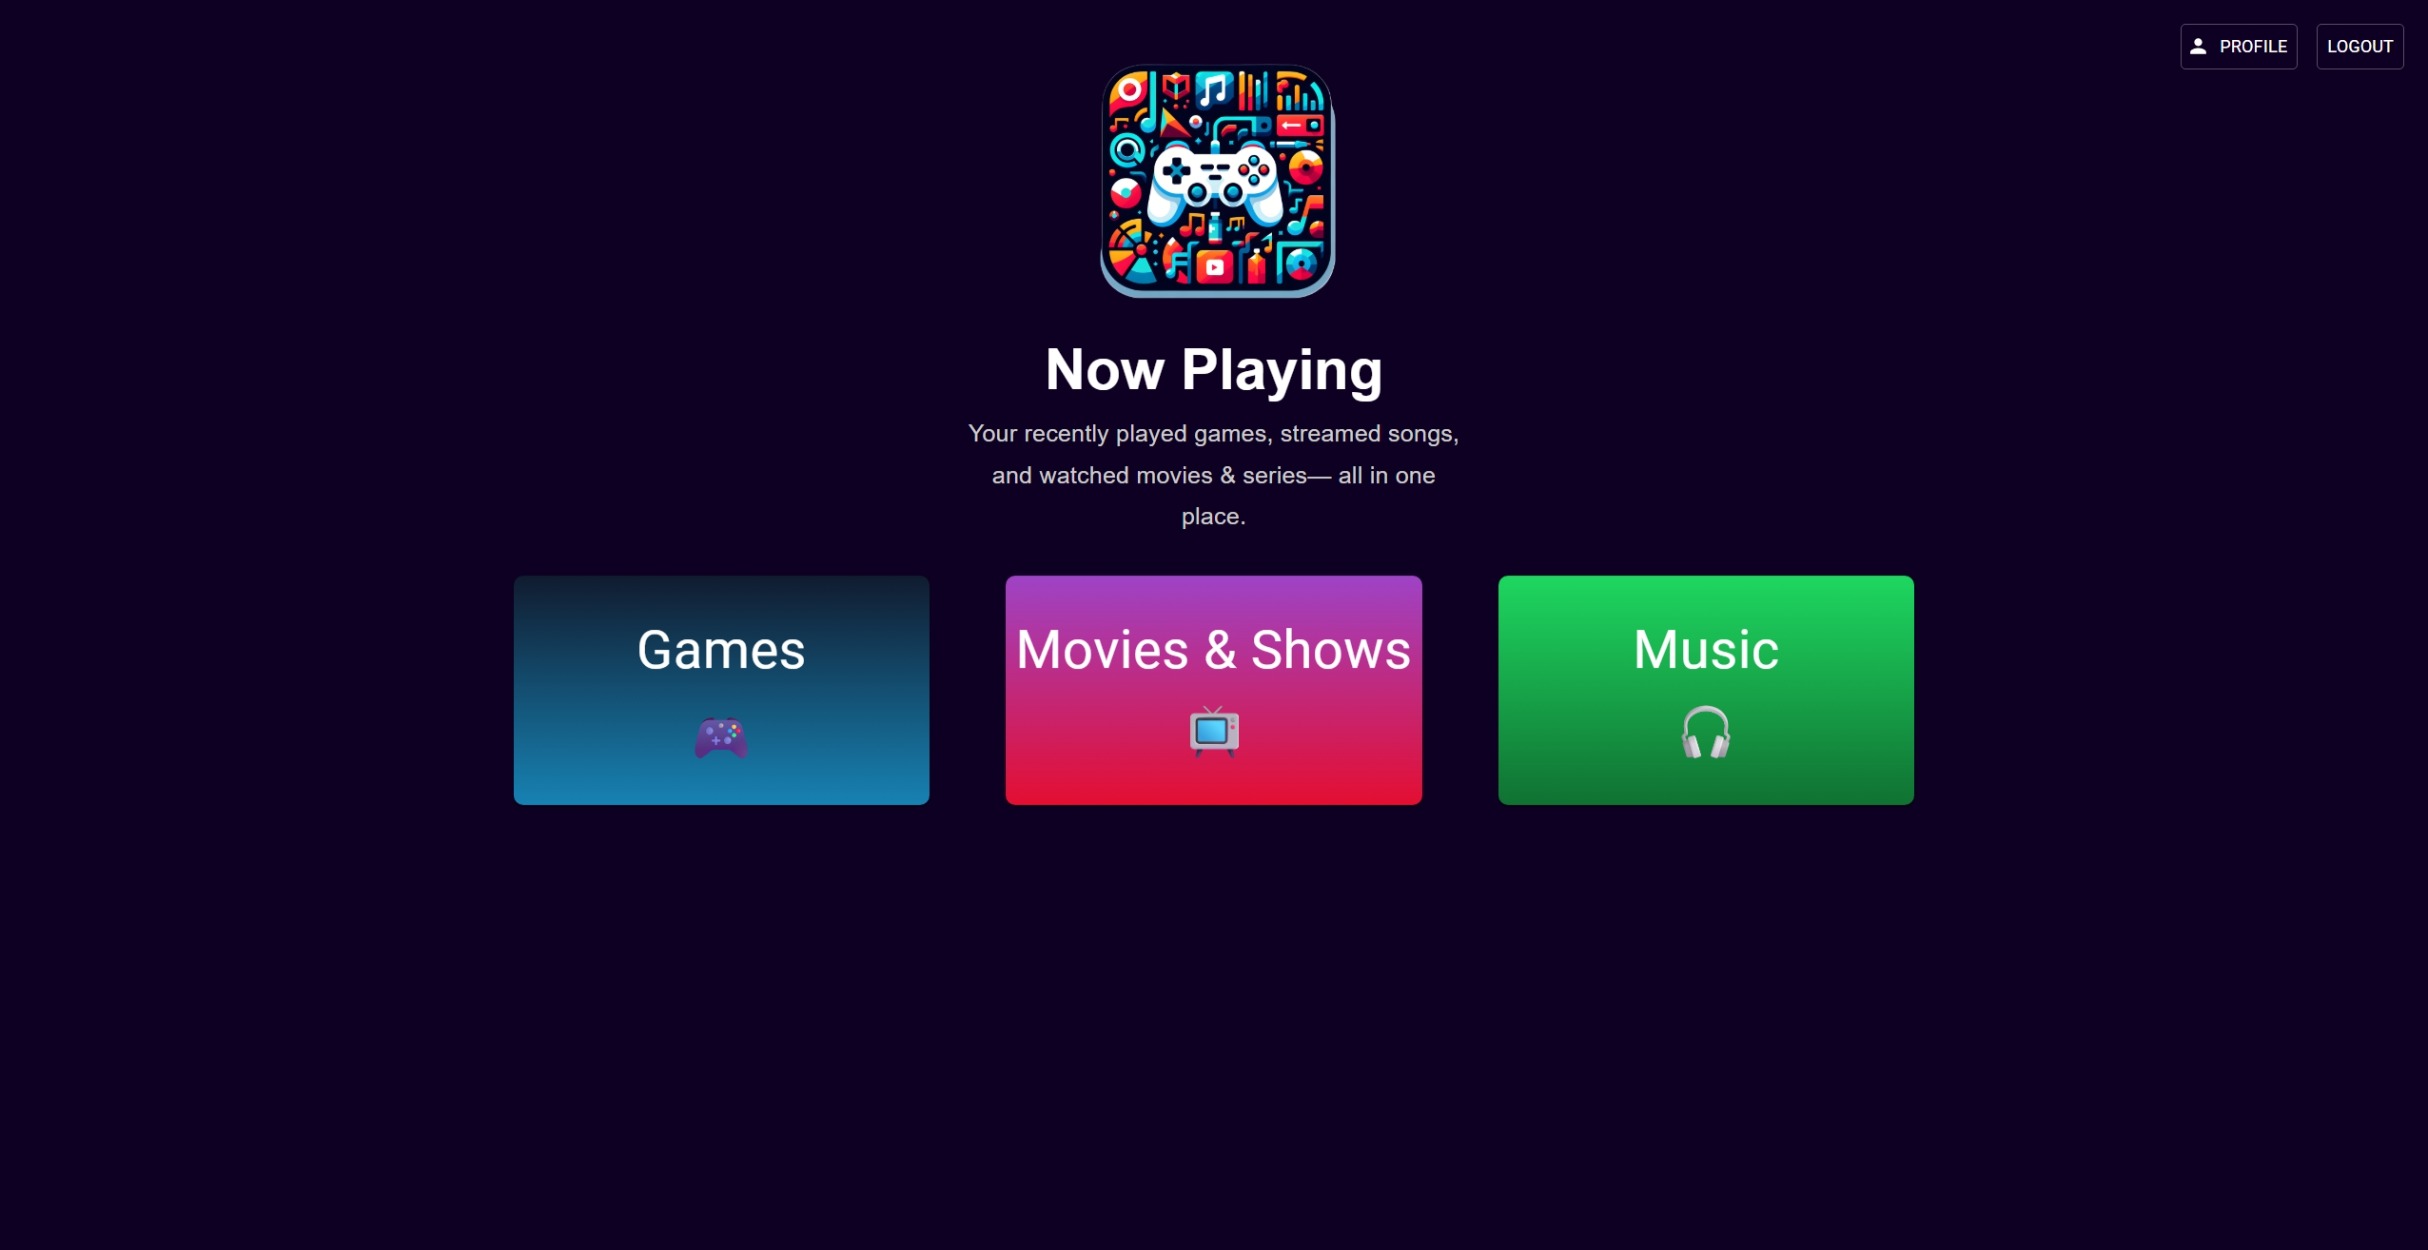 PROFILE
LOGOUT
Now Playing
Your recently played games, streamed songs,
and watched movies & series— all in one
place.
Games
Movies & Shows
Music